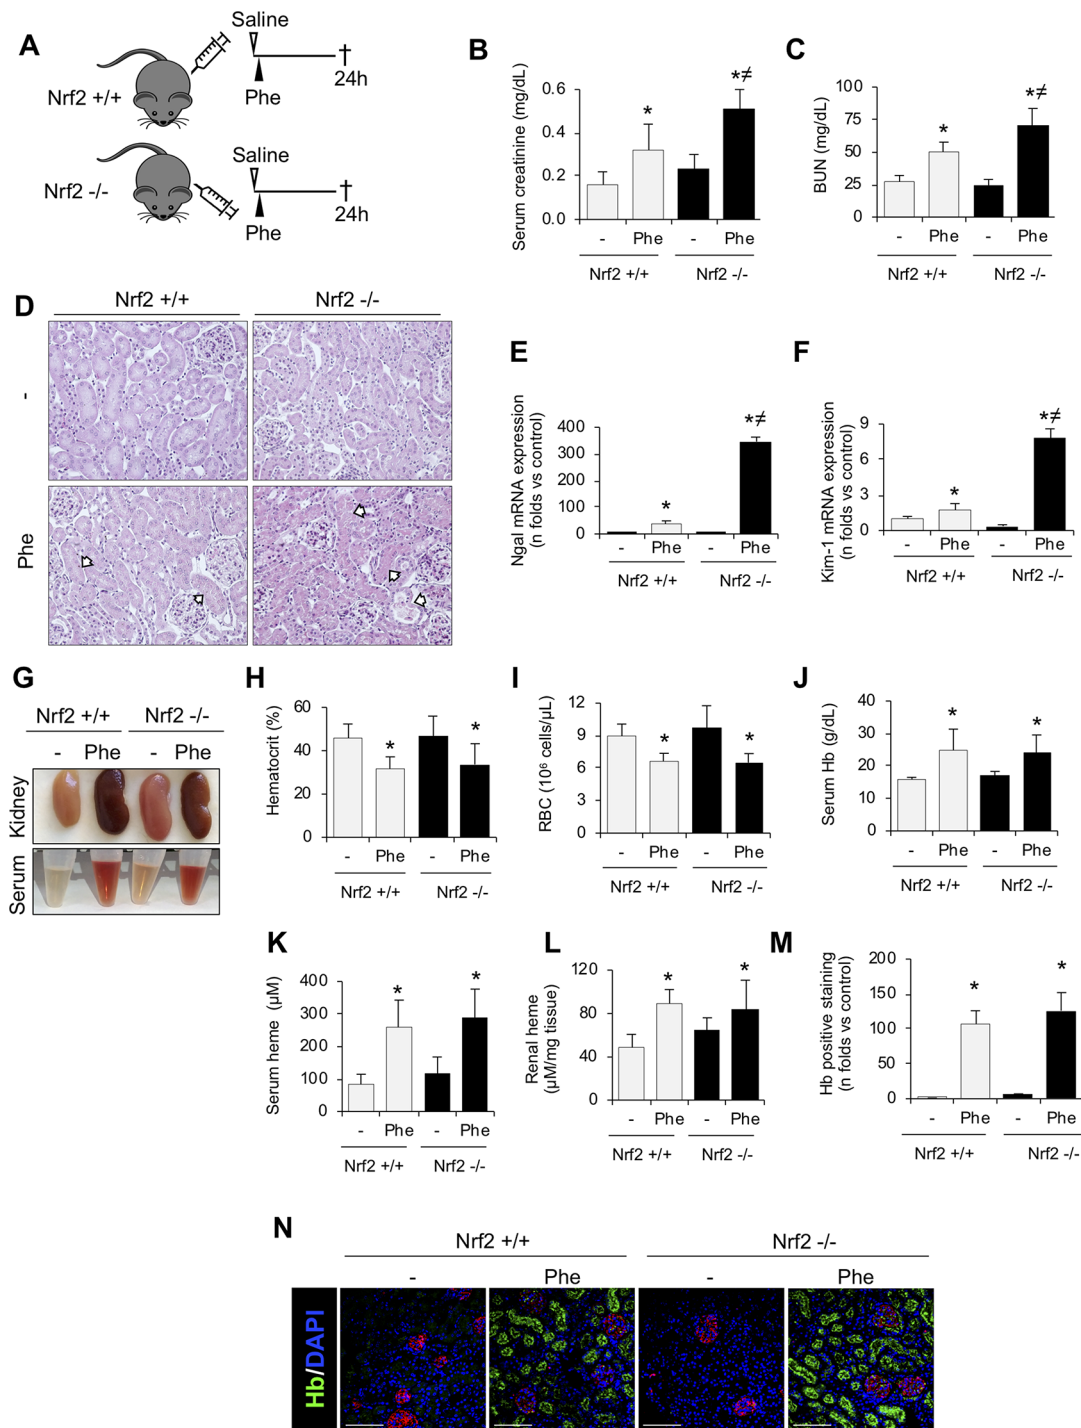 A
Saline
Nrf2 +/+
24h
Phe
Saline
Nrf2 -/-
24h
Phe
B
Serum creatinine (mg/dL)
0.6
0.4
0.2
0.0
*
*≠
- Phe - Phe
Nrf2 +/+ Nrf2 -/-
C
BUN (mg/dL)
100
75
50
25
0
*
*≠
- Phe - Phe
Nrf2 +/+ Nrf2 -/-
D
Nrf2 +/+ Nrf2 -/-
-
Phe
E
Ngal mRNA expression
(n folds vs control)
400
300
200
100
0
*
*≠
- Phe - Phe
Nrf2 +/+ Nrf2 -/-
F
Kim-1 mRNA expression
(n folds vs control)
9
6
3
0
*
*≠
- Phe - Phe
Nrf2 +/+ Nrf2 -/-
G
Nrf2 +/+ Nrf2 -/-
- Phe - Phe
Kidney
Serum
H
Hematocrit (%)
60
40
20
0
*
*
- Phe - Phe
Nrf2 +/+ Nrf2 -/-
I
RBC (10⁶ cells/µL)
12
9
6
3
0
*
*
- Phe - Phe
Nrf2 +/+ Nrf2 -/-
J
Serum Hb (g/dL)
40
30
20
10
0
*
*
- Phe - Phe
Nrf2 +/+ Nrf2 -/-
K
Serum heme (µM)
400
300
200
100
0
*
*
- Phe - Phe
Nrf2 +/+ Nrf2 -/-
L
Renal heme
(µM/mg tissue)
120
80
40
0
*
*
- Phe - Phe
Nrf2 +/+ Nrf2 -/-
M
Hb positive staining
(n folds vs control)
200
150
100
50
0
*
*
- Phe - Phe
Nrf2 +/+ Nrf2 -/-
N
Nrf2 +/+ Nrf2 -/-
- Phe - Phe
Hb/DAPI